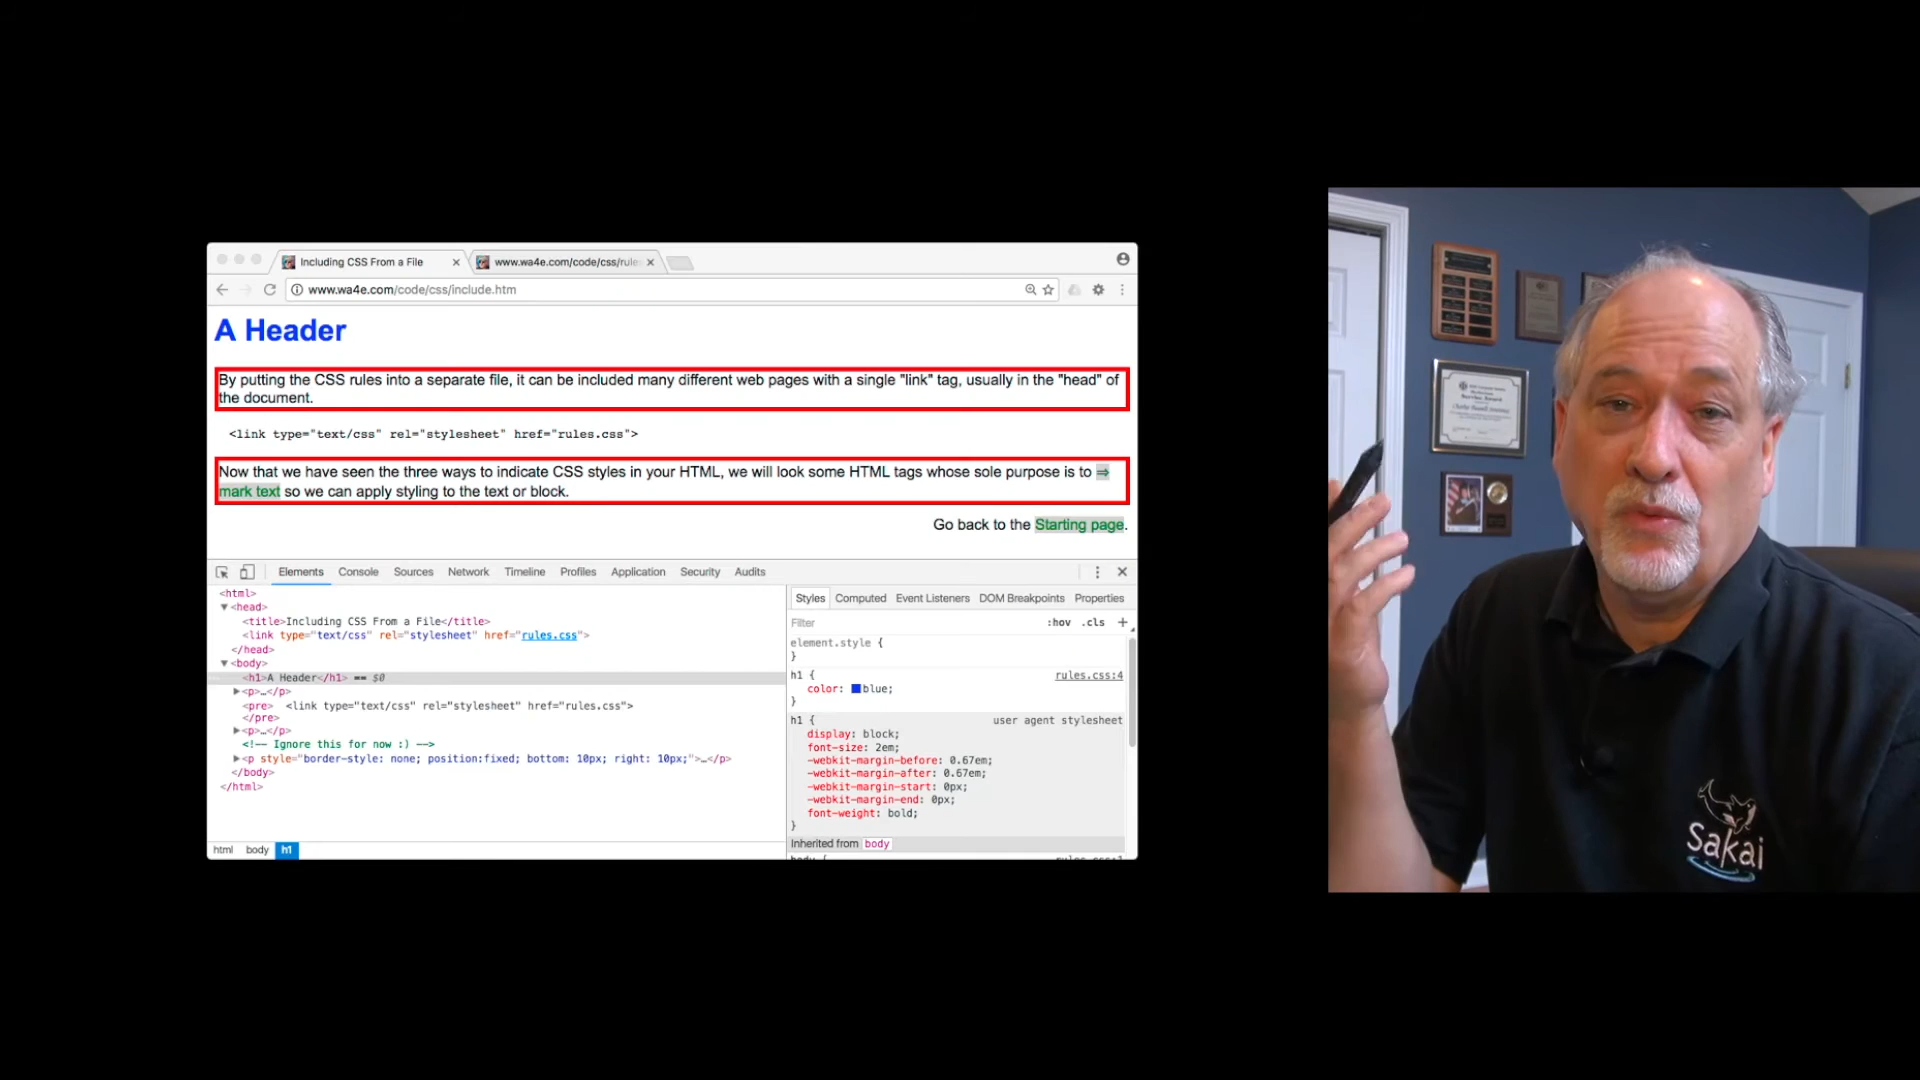 Including CSS From a File
www.wa4e.com/code/css/rule
www.wa4e.com/code/css/include.htm
A Header
By putting the CSS rules into a separate file, it can be included many different web pages with a single "link" tag, usually in the "head" of
the document.
<link type="text/css" rel="stylesheet" href="rules.css">
Now that we have seen the three ways to indicate CSS styles in your HTML, we will look some HTML tags whose sole purpose is to ⇒
mark text so we can apply styling to the text or block.
Go back to the Starting page.
Elements Console Sources Network Timeline Profiles Application Security Audits
<html>
<head>
<title>Including CSS From a File</title>
<link type="text/css" rel="stylesheet" href="rules.css">
</head>
<body>
<h1>A Header</h1> == $0
<p>…</p>
<pre>  <link type="text/css" rel="stylesheet" href="rules.css">
</pre>
<p>…</p>
<!-- Ignore this for now :) -->
<p style="border-style: none; position:fixed; bottom: 10px; right: 10px;">…</p>
</body>
</html>
html body h1
Styles Computed Event Listeners DOM Breakpoints Properties
Filter :hov .cls +
element.style {
}
h1 { rules.css:4
color: blue;
}
h1 { user agent stylesheet
display: block;
font-size: 2em;
-webkit-margin-before: 0.67em;
-webkit-margin-after: 0.67em;
-webkit-margin-start: 0px;
-webkit-margin-end: 0px;
font-weight: bold;
}
Inherited from body
Sakai